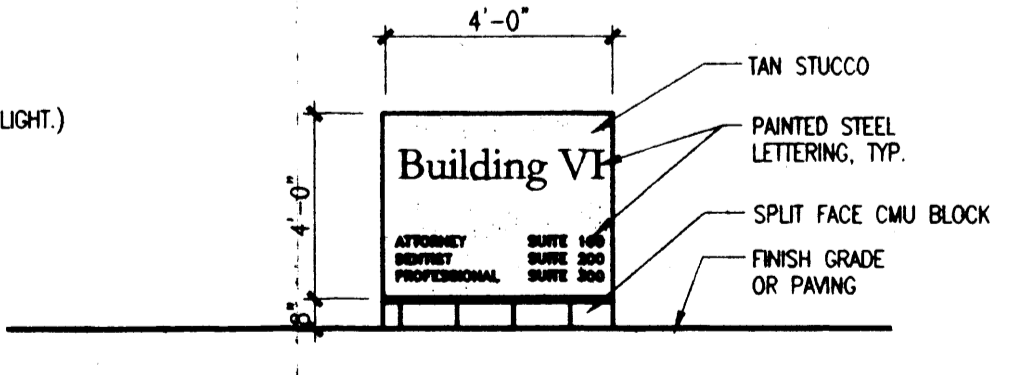 4'-0"
TAN STUCCO
LIGHT.)
PAINTED STEEL
LETTERING, TYP.
Building VI
4'-0"
SPLIT FACE CMU BLOCK
ATTORNEY SUITE 100
DENTIST SUITE 200
PROFESSIONAL SUITE 300
FINISH GRADE
OR PAVING
8"